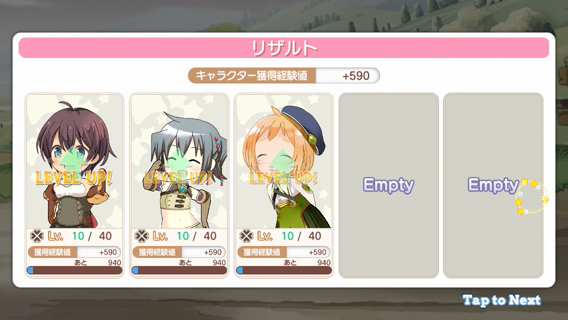 リザルト
キャラクター獲得経験値 +590
LEVEL UP! LEVEL UP! LEVEL UP! Empty Empty
Lv. 10 / 40 Lv. 10 / 40 Lv. 10 / 40
獲得経験値 +590 獲得経験値 +590 獲得経験値 +590
あと 940 あと 940 あと 940
Tap to Next